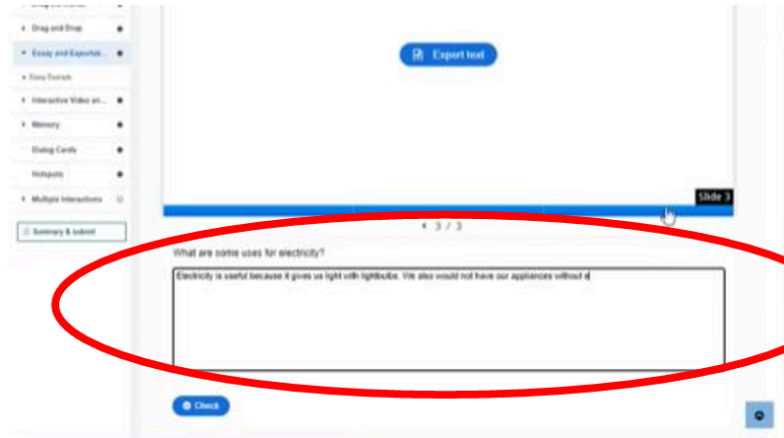 Drag and Drop
Essay and Exportab...
Essay Example
Interactive Video an...
Memory
Dialog Cards
Hotspots
Multiple Interactions
Summary & submit
Export text
Slide 3
3 / 3
What are some uses for electricity?
Electricity is useful because it gives us light with lightbulbs. We also would not have our appliances without e
Check